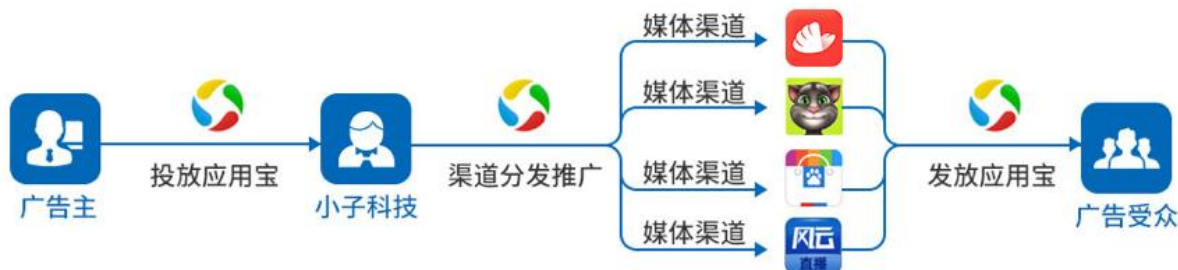 媒体渠道
媒体渠道
投放应用宝
渠道分发推广
发放应用宝
广告主
小子科技
媒体渠道
广告受众
媒体渠道
风云
直播